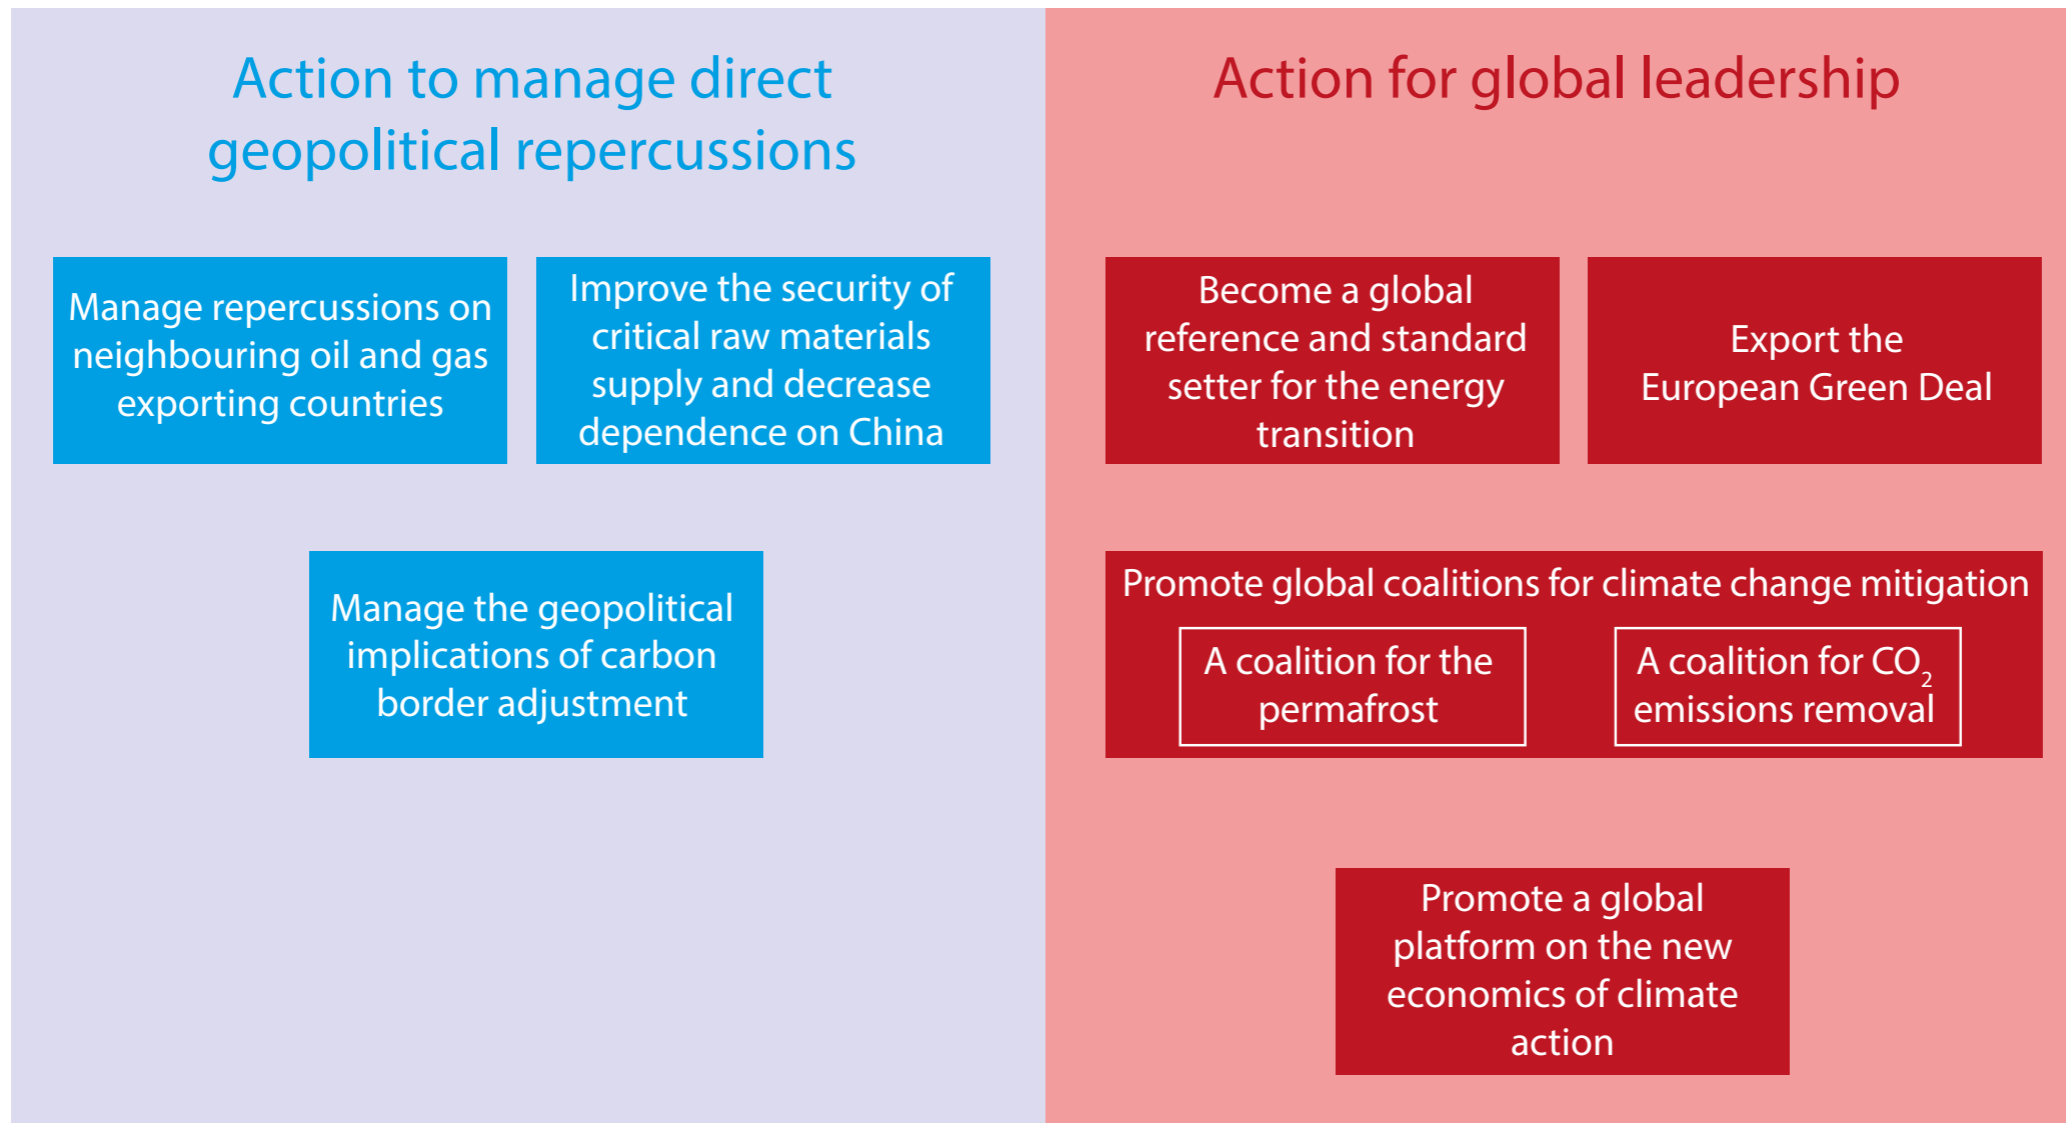 Action to manage direct
geopolitical repercussions
Manage repercussions on
neighbouring oil and gas
exporting countries
Improve the security of
critical raw materials
supply and decrease
dependence on China
Manage the geopolitical
implications of carbon
border adjustment
Action for global leadership
Become a global
reference and standard
setter for the energy
transition
Export the
European Green Deal
Promote global coalitions for climate change mitigation
A coalition for the
permafrost
A coalition for CO₂
emissions removal
Promote a global
platform on the new
economics of climate
action